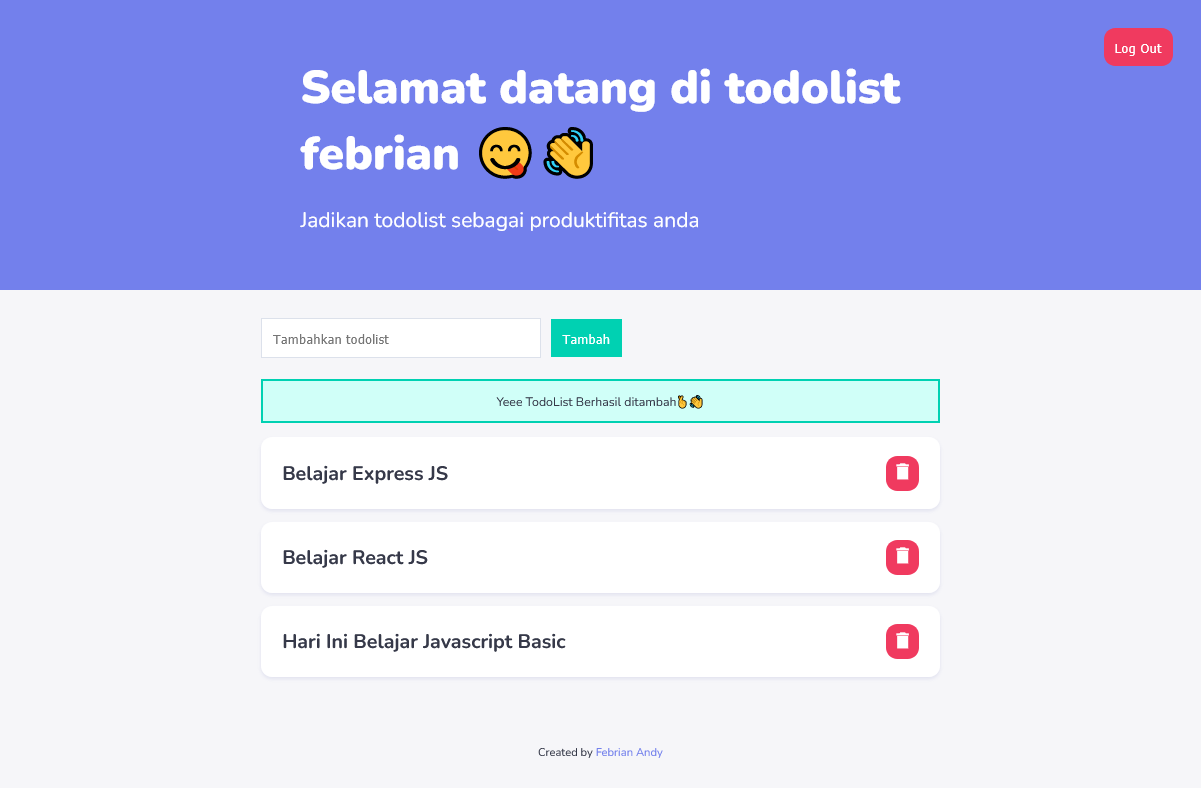 Log Out
Selamat datang di todolist
febrian 😋👏
Jadikan todolist sebagai produktifitas anda
Tambahkan todolist
Tambah
Yeee TodoList Berhasil ditambah🫰👏
Belajar Express JS
Belajar React JS
Hari Ini Belajar Javascript Basic
Created by Febrian Andy